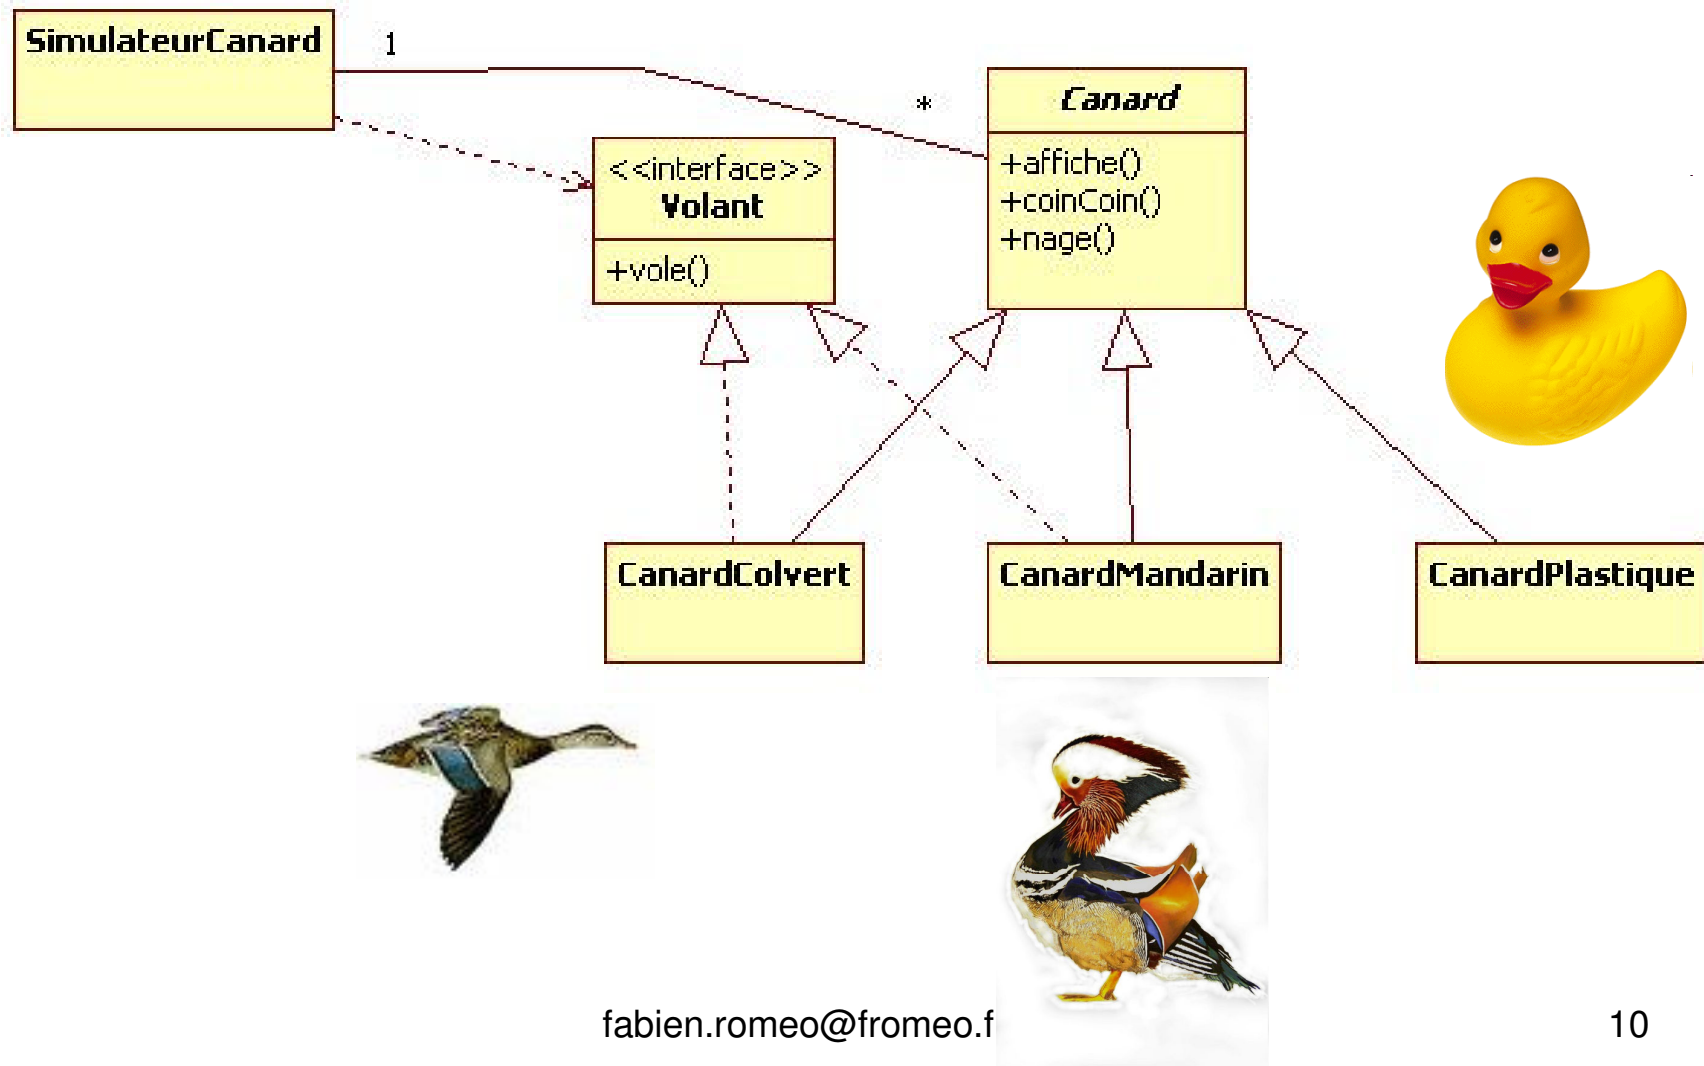 SimulateurCanard
1
*
<<interface>>
Volant
+vole()
Canard
+affiche()
+coinCoin()
+nage()
CanardColvert
CanardMandarin
CanardPlastique
fabien.romeo@fromeo.f
10